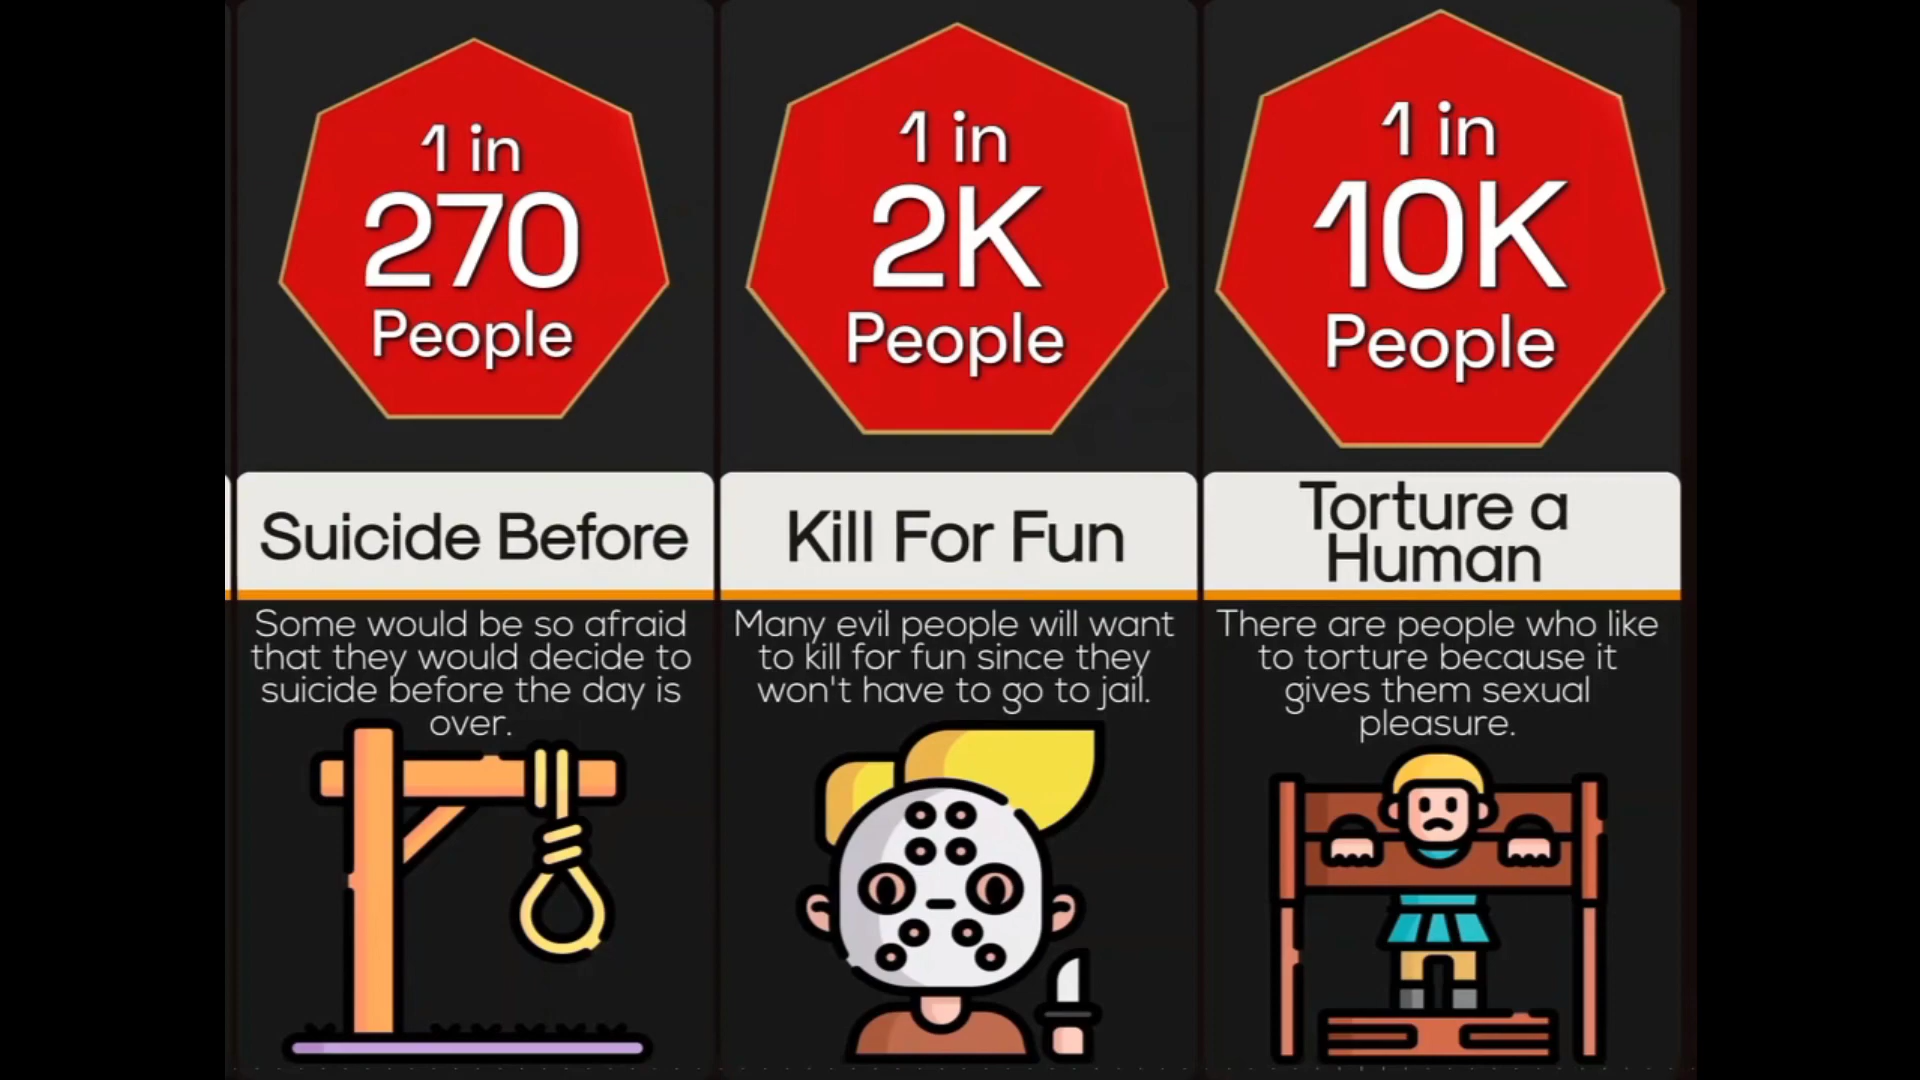 1 in
270
People
Suicide Before
Some would be so afraid
that they would decide to
suicide before the day is
over.
1 in
2K
People
Kill For Fun
Many evil people will want
to kill for fun since they
won't have to go to jail.
1 in
10K
People
Torture a
Human
There are people who like
to torture because it
gives them sexual
pleasure.